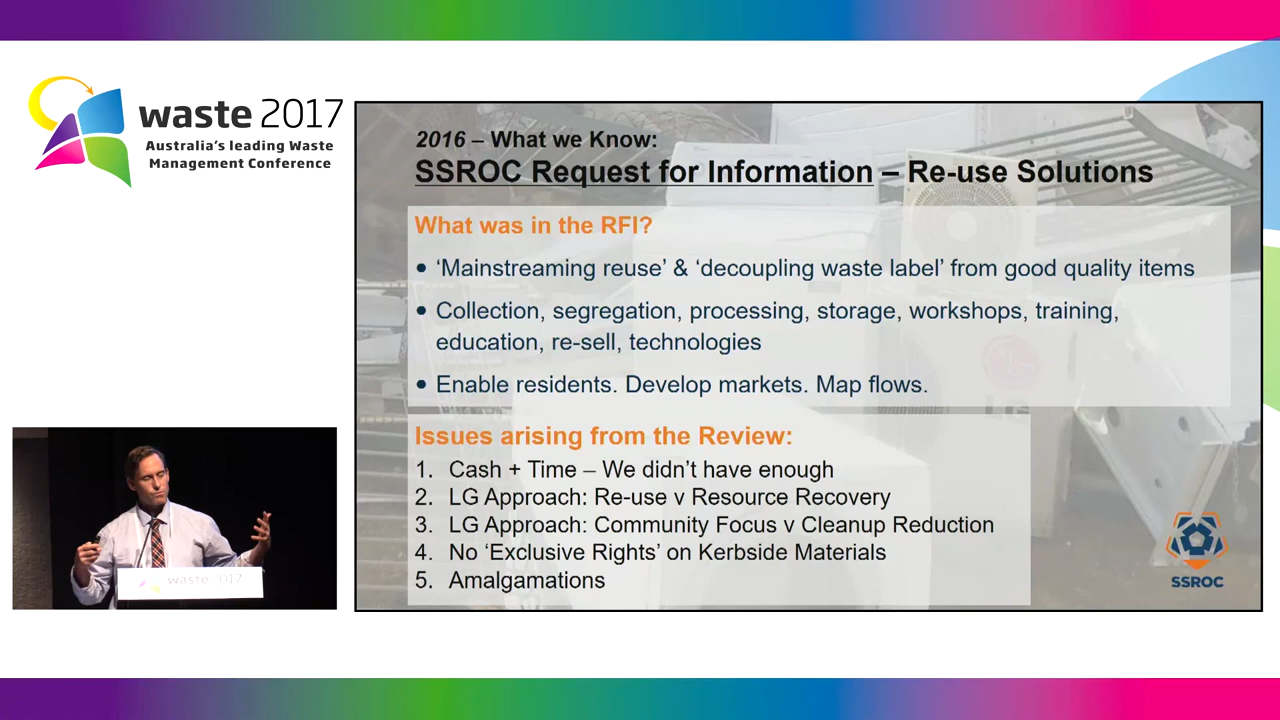 waste 2017
Australia's leading Waste
Management Conference
2016 – What we Know:
SSROC Request for Information – Re-use Solutions
What was in the RFI?
• 'Mainstreaming reuse' & 'decoupling waste label' from good quality items
• Collection, segregation, processing, storage, workshops, training,
education, re-sell, technologies
• Enable residents. Develop markets. Map flows.
Issues arising from the Review:
1. Cash + Time – We didn't have enough
2. LG Approach: Re-use v Resource Recovery
3. LG Approach: Community Focus v Cleanup Reduction
4. No 'Exclusive Rights' on Kerbside Materials
5. Amalgamations
SSROC
waste 2017